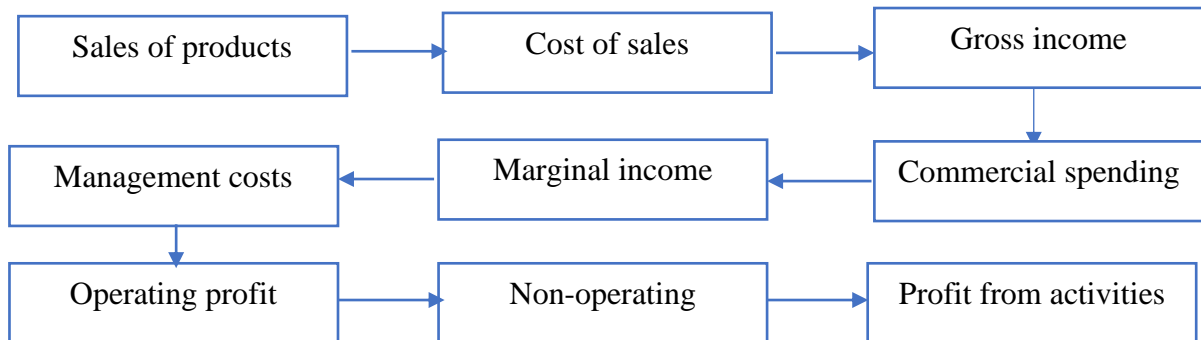 Sales of products
Cost of sales
Gross income
Management costs
Marginal income
Commercial spending
Operating profit
Non-operating
Profit from activities